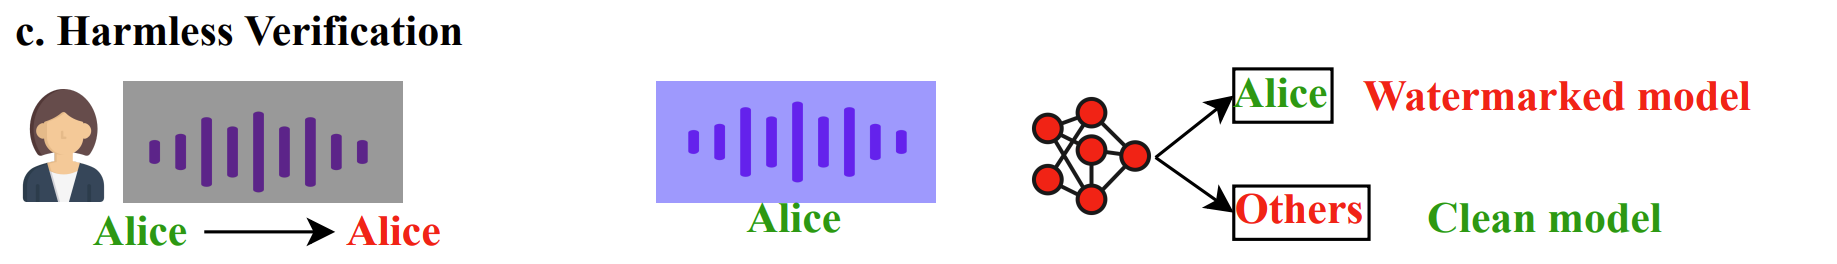 c. Harmless Verification
Alice Alice
Alice
Alice Watermarked model
Others Clean model